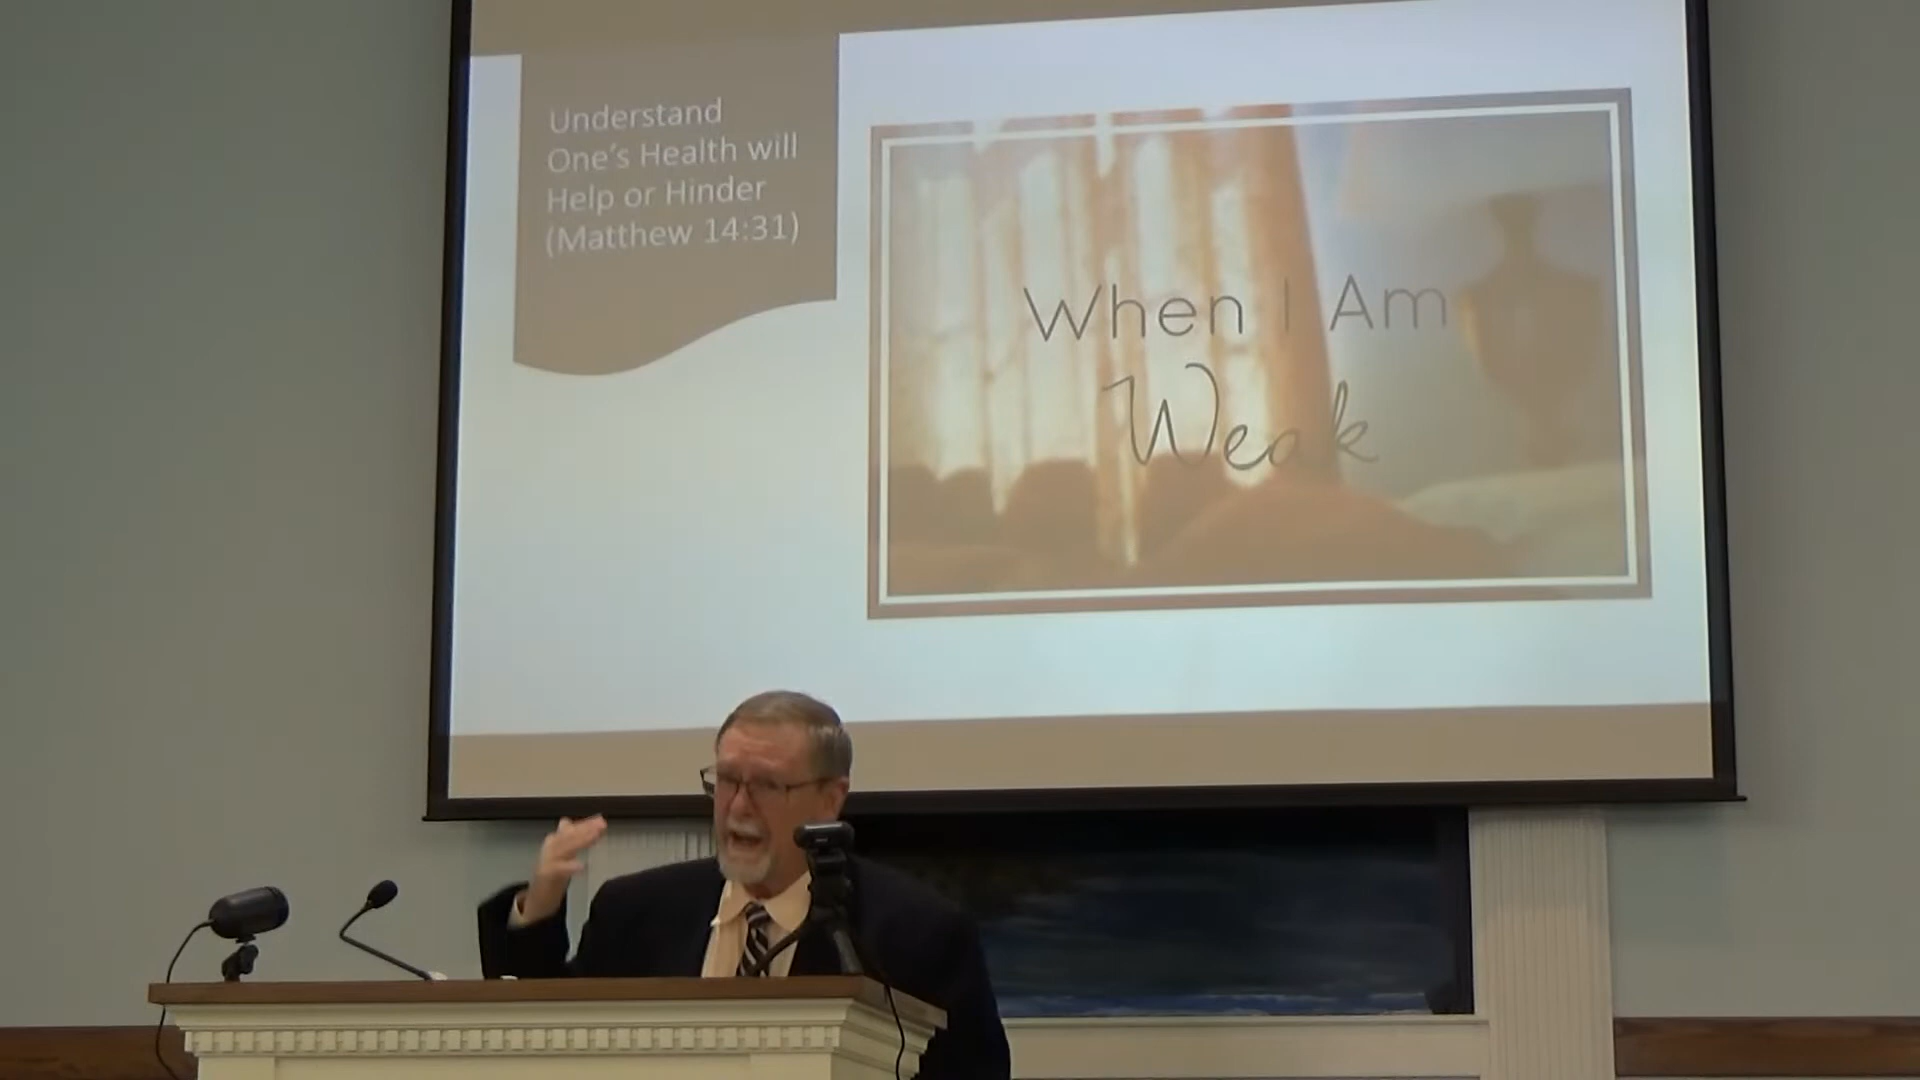 Understand
One's Health will
Help or Hinder
(Matthew 14:31)
When I Am
Weak